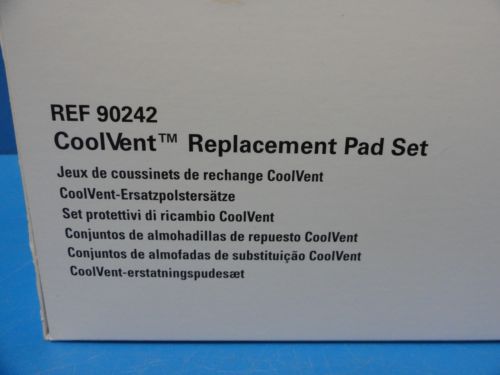 REF 90242
CoolVent™ Replacement Pad Set
Jeux de coussinets de rechange CoolVent
CoolVent-Ersatzpolstersätze
Set protettivi di ricambio CoolVent
Conjuntos de almohadillas de repuesto CoolVent
Conjuntos de almofadas de substituição CoolVent
CoolVent-erstatningspudesæt